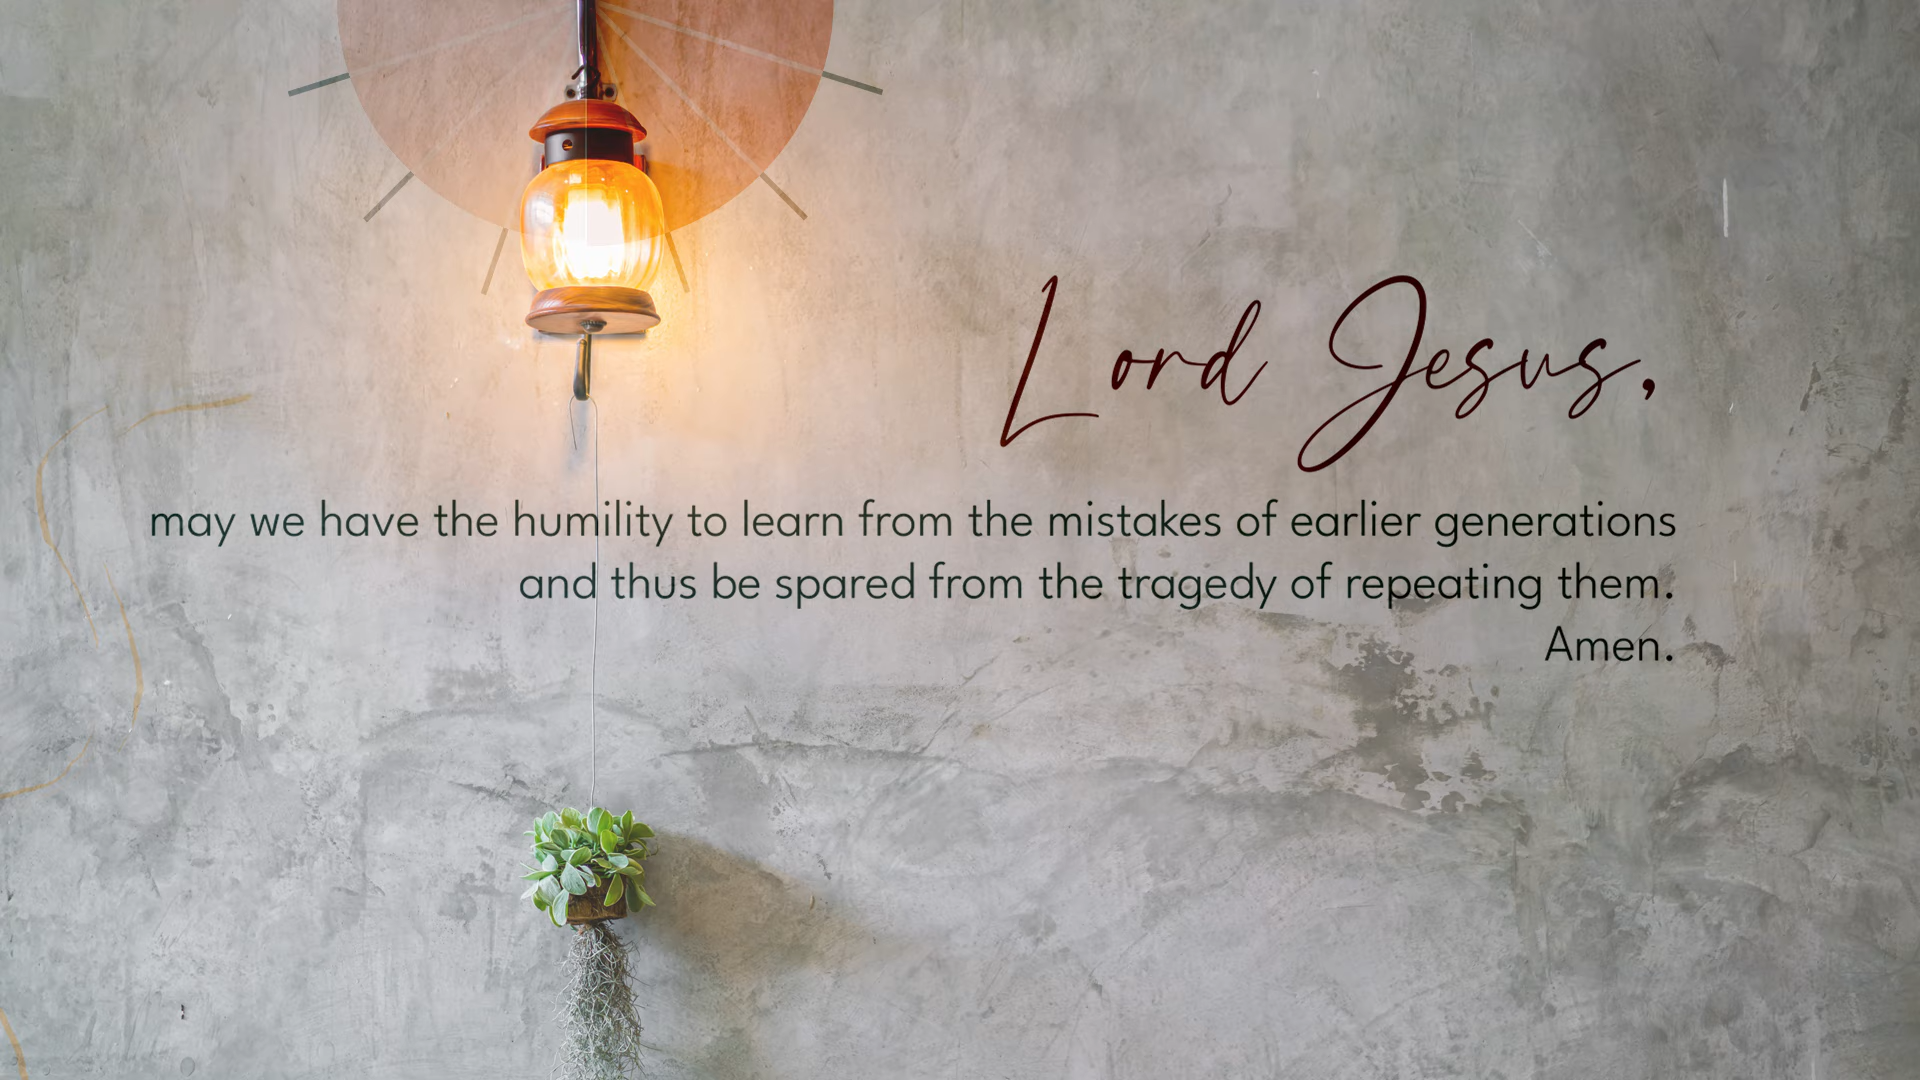 Lord Jesus,
may we have the humility to learn from the mistakes of earlier generations
and thus be spared from the tragedy of repeating them.
Amen.